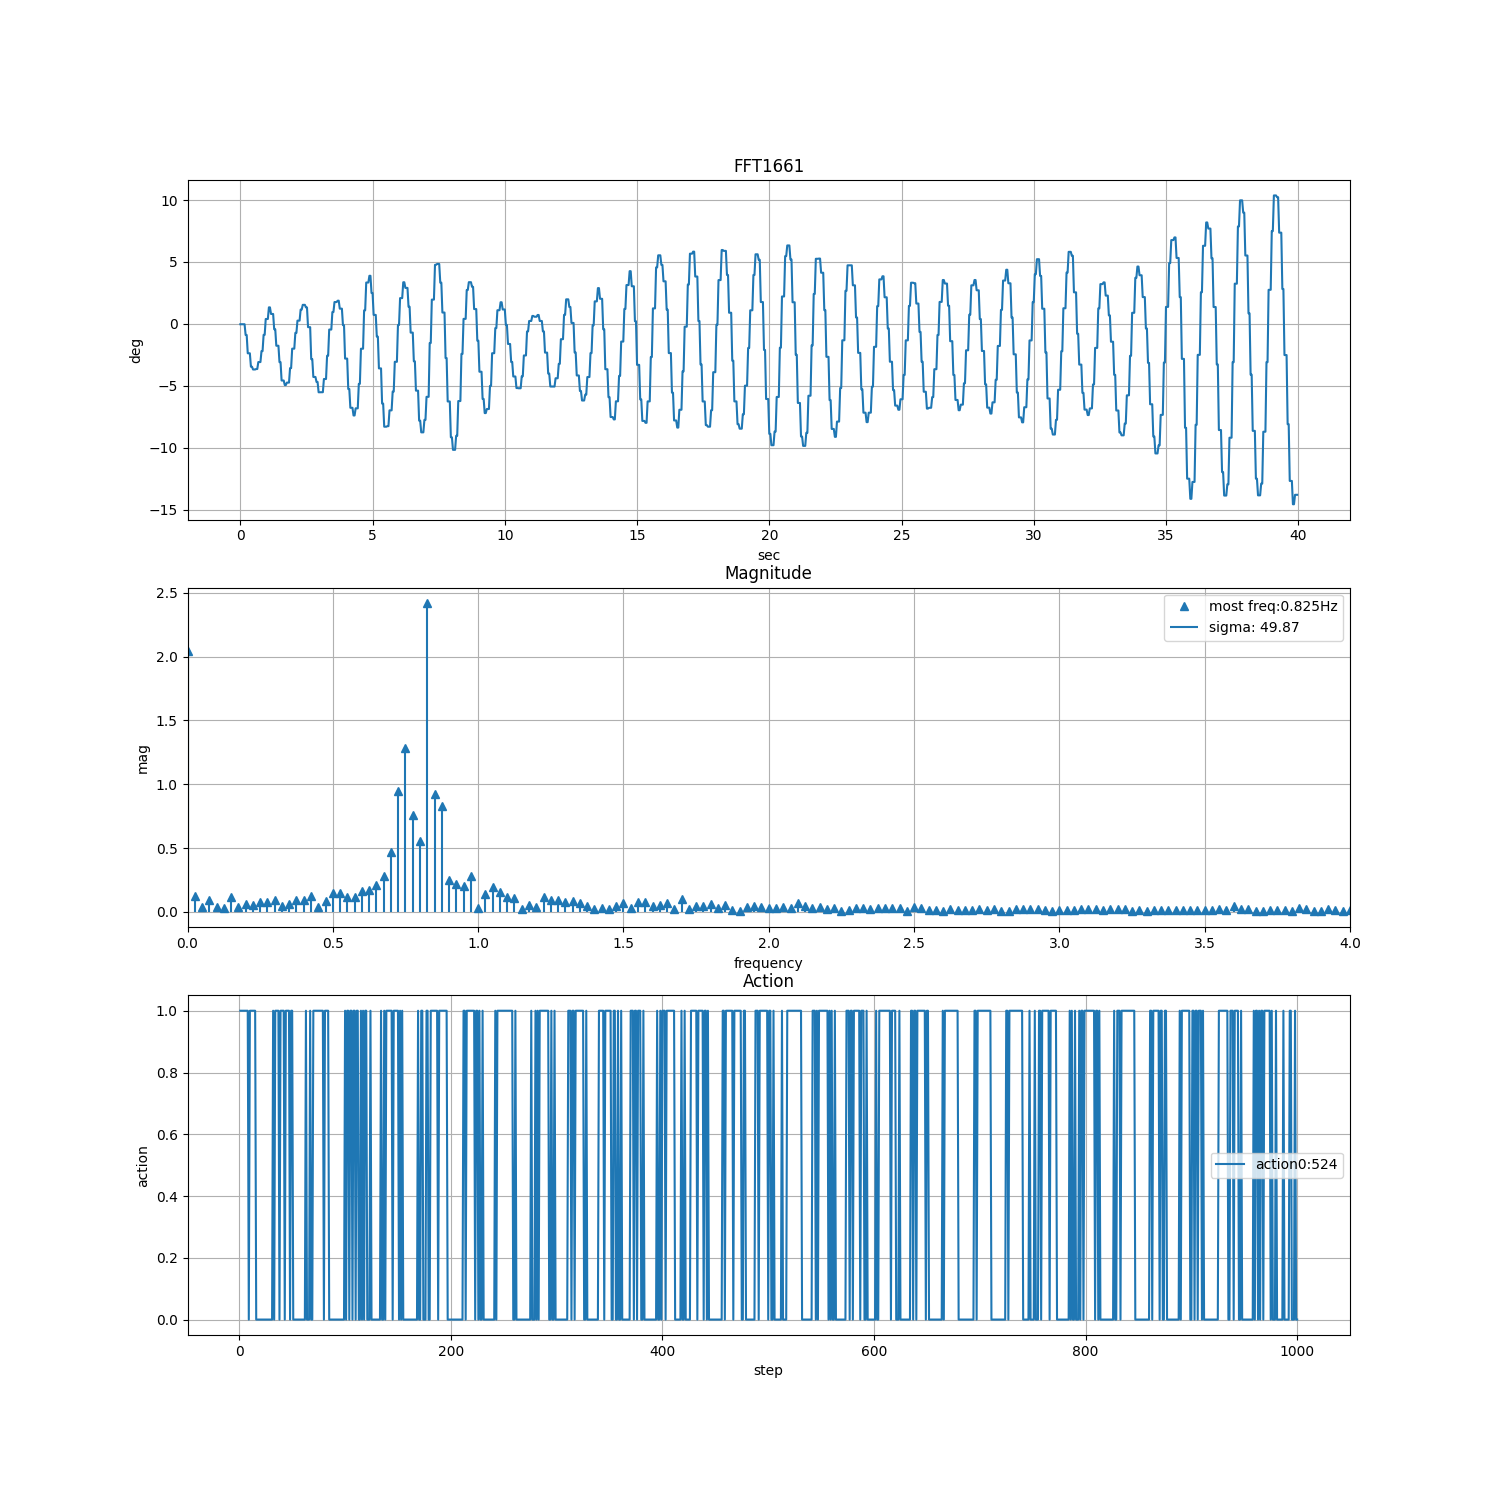 FFT1661
10
5
0
−5
−10
−15
deg
0 5 10 15 20 25 30 35 40
sec
Magnitude
2.5
2.0
1.5
1.0
0.5
0.0
mag
most freq:0.825Hz
sigma: 49.87
0.0 0.5 1.0 1.5 2.0 2.5 3.0 3.5 4.0
frequency
Action
1.0
0.8
0.6
0.4
0.2
0.0
action
action0:524
0 200 400 600 800 1000
step